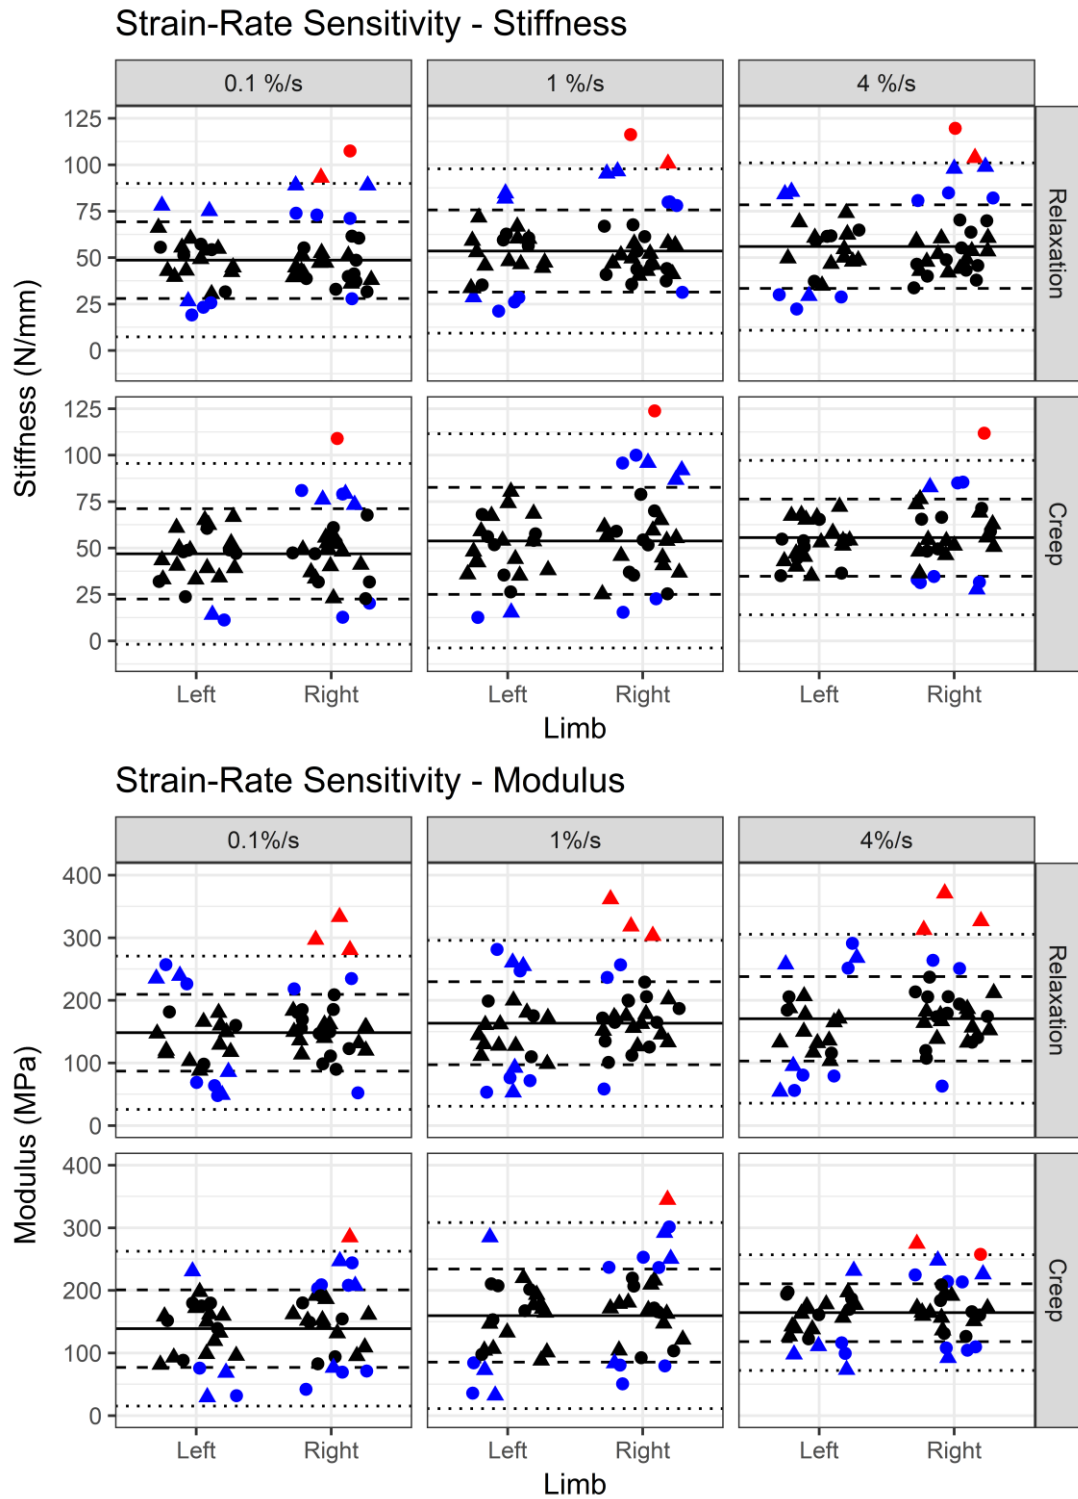 Strain-Rate Sensitivity - Stiffness
0.1 %/s
1 %/s
4 %/s
125
100
75
50
25
0
Relaxation
125
100
75
50
25
0
Creep
Stiffness (N/mm)
Left
Right
Left
Right
Left
Right
Limb
Strain-Rate Sensitivity - Modulus
0.1%/s
1%/s
4%/s
400
300
200
100
0
Relaxation
400
300
200
100
0
Creep
Modulus (MPa)
Left
Right
Left
Right
Left
Right
Limb